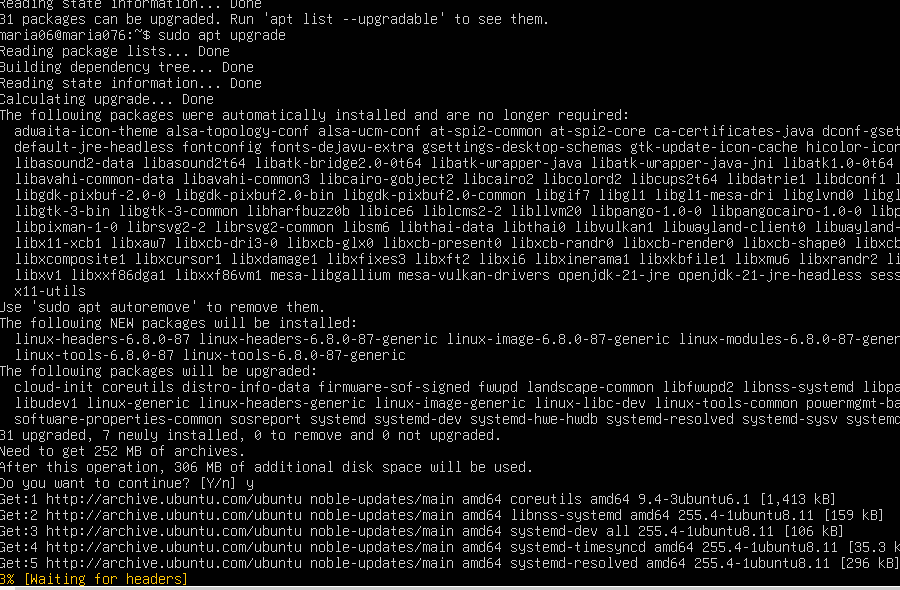 Reading state information... Done
31 packages can be upgraded. Run 'apt list --upgradable' to see them.
maria06@maria076:~$ sudo apt upgrade
Reading package lists... Done
Building dependency tree... Done
Reading state information... Done
Calculating upgrade... Done
The following packages were automatically installed and are no longer required:
adwaita-icon-theme alsa-topology-conf alsa-ucm-conf at-spi2-common at-spi2-core ca-certificates-java dconf-gset
default-jre-headless fontconfig fonts-dejavu-extra gsettings-desktop-schemas gtk-update-icon-cache hicolor-icon
libasound2-data libasound2t64 libatk-bridge2.0-0t64 libatk-wrapper-java libatk-wrapper-java-jni libatk1.0-0t64
libavahi-common-data libavahi-common3 libcairo-gobject2 libcairo2 libcolord2 libcups2t64 libdatrie1 libdconf1 l
libgdk-pixbuf-2.0-0 libgdk-pixbuf2.0-bin libgdk-pixbuf2.0-common libgif7 libgl1 libgl1-mesa-dri libglvnd0 libgl
libgtk-3-bin libgtk-3-common libharfbuzz0b libice6 liblcms2-2 libllvm20 libpango-1.0-0 libpangocairo-1.0-0 libp
libpixman-1-0 librsvg2-2 librsvg2-common libsm6 libthai-data libthai0 libvulkan1 libwayland-client0 libwayland-
libx11-xcb1 libxaw7 libxcb-dri3-0 libxcb-glx0 libxcb-present0 libxcb-randr0 libxcb-render0 libxcb-shape0 libxcb
libxcomposite1 libxcursor1 libxdamage1 libxfixes3 libxft2 libxi6 libxinerama1 libxkbfile1 libxmu6 libxrandr2 li
libxv1 libxxf86dga1 libxxf86vm1 mesa-libgallium mesa-vulkan-drivers openjdk-21-jre openjdk-21-jre-headless sess
x11-utils
Use 'sudo apt autoremove' to remove them.
The following NEW packages will be installed:
linux-headers-6.8.0-87 linux-headers-6.8.0-87-generic linux-image-6.8.0-87-generic linux-modules-6.8.0-87-gener
linux-tools-6.8.0-87 linux-tools-6.8.0-87-generic
The following packages will be upgraded:
cloud-init coreutils distro-info-data firmware-sof-signed fwupd landscape-common libfwupd2 libnss-systemd libpa
libudev1 linux-generic linux-headers-generic linux-image-generic linux-libc-dev linux-tools-common powermgmt-ba
software-properties-common sosreport systemd systemd-dev systemd-hwe-hwdb systemd-resolved systemd-sysv systemd
31 upgraded, 7 newly installed, 0 to remove and 0 not upgraded.
Need to get 252 MB of archives.
After this operation, 306 MB of additional disk space will be used.
Do you want to continue? [Y/n] y
Get:1 http://archive.ubuntu.com/ubuntu noble-updates/main amd64 coreutils amd64 9.4-3ubuntu6.1 [1,413 kB]
Get:2 http://archive.ubuntu.com/ubuntu noble-updates/main amd64 libnss-systemd amd64 255.4-1ubuntu8.11 [159 kB]
Get:3 http://archive.ubuntu.com/ubuntu noble-updates/main amd64 systemd-dev all 255.4-1ubuntu8.11 [106 kB]
Get:4 http://archive.ubuntu.com/ubuntu noble-updates/main amd64 systemd-timesyncd amd64 255.4-1ubuntu8.11 [35.3 k
Get:5 http://archive.ubuntu.com/ubuntu noble-updates/main amd64 systemd-resolved amd64 255.4-1ubuntu8.11 [296 kB]
3% [Waiting for headers]